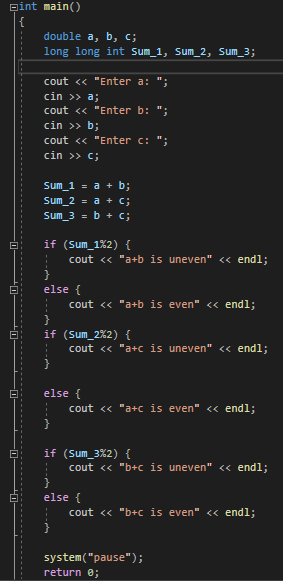 int main()
{
double a, b, c;
long long int Sum_1, Sum_2, Sum_3;
cout << "Enter a: ";
cin >> a;
cout << "Enter b: ";
cin >> b;
cout << "Enter c: ";
cin >> c;
Sum_1 = a + b;
Sum_2 = a + c;
Sum_3 = b + c;
if (Sum_1%2) {
cout << "a+b is uneven" << endl;
}
else {
cout << "a+b is even" << endl;
}
if (Sum_2%2) {
cout << "a+c is uneven" << endl;
}
else {
cout << "a+c is even" << endl;
}
if (Sum_3%2) {
cout << "b+c is uneven" << endl;
}
else {
cout << "b+c is even" << endl;
}
system("pause");
return 0;